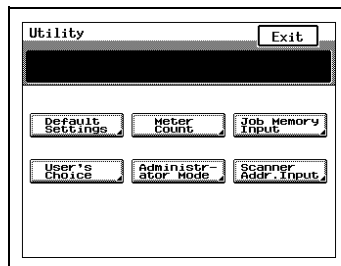 Utility
Exit
Default
Settings
Meter
Count
Job Memory
Input
User's
Choice
Administr-
ator Mode
Scanner
Addr.Input